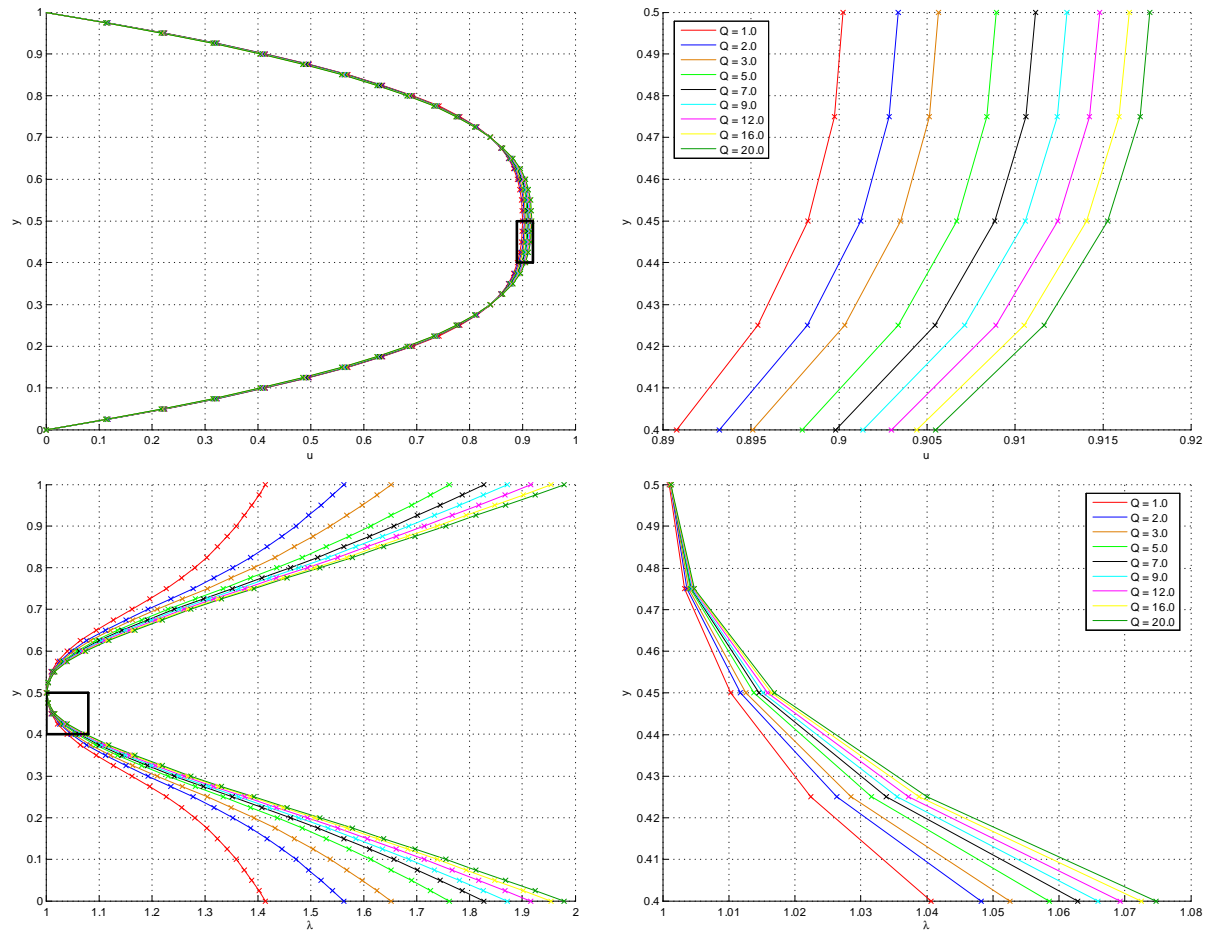 1
0.9
0.8
0.7
0.6
0.5
0.4
0.3
0.2
0.1
0
y
0 0.1 0.2 0.3 0.4 0.5 0.6 0.7 0.8 0.9 1
u
0.5
0.49
0.48
0.47
0.46
0.45
0.44
0.43
0.42
0.41
0.4
y
Q = 1.0
Q = 2.0
Q = 3.0
Q = 5.0
Q = 7.0
Q = 9.0
Q = 12.0
Q = 16.0
Q = 20.0
0.89 0.895 0.9 0.905 0.91 0.915 0.92
u
1
0.9
0.8
0.7
0.6
0.5
0.4
0.3
0.2
0.1
0
y
1 1.1 1.2 1.3 1.4 1.5 1.6 1.7 1.8 1.9 2
λ
0.5
0.49
0.48
0.47
0.46
0.45
0.44
0.43
0.42
0.41
0.4
y
Q = 1.0
Q = 2.0
Q = 3.0
Q = 5.0
Q = 7.0
Q = 9.0
Q = 12.0
Q = 16.0
Q = 20.0
1 1.01 1.02 1.03 1.04 1.05 1.06 1.07 1.08
λ